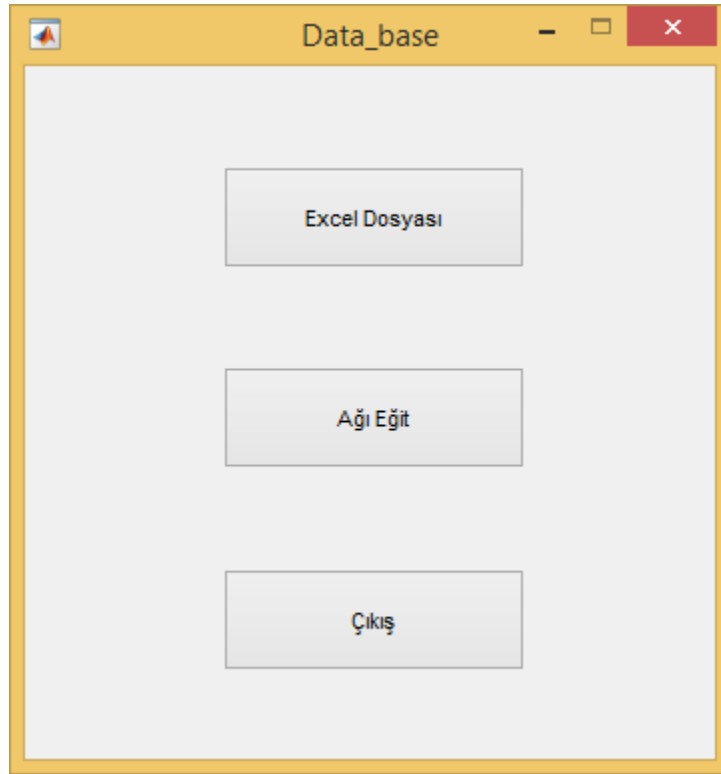 Data_base
Excel Dosyası
Ağı Eğit
Çıkış